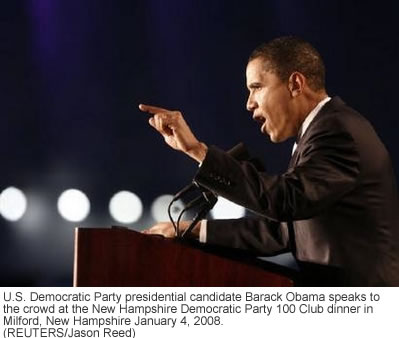 U.S. Democratic Party presidential candidate Barack Obama speaks to
the crowd at the New Hampshire Democratic Party 100 Club dinner in
Milford, New Hampshire January 4, 2008.
(REUTERS/Jason Reed)